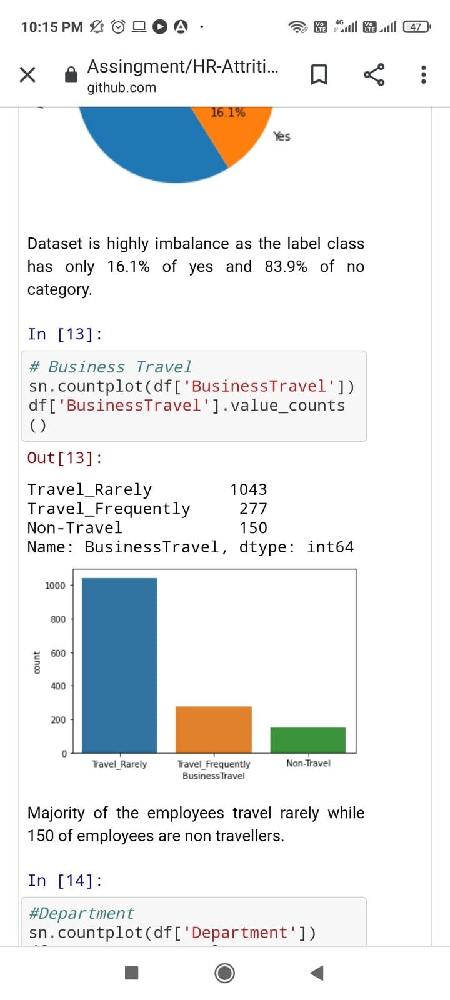 10:15 PM
Vo LTE 4G Vo LTE 47
Assingment/HR-Attriti...
github.com
16.1%
Yes
Dataset is highly imbalance as the label class
has only 16.1% of yes and 83.9% of no
category.
In [13]:
# Business Travel
sn.countplot(df['BusinessTravel'])
df['BusinessTravel'].value_counts
()
Out[13]:
Travel_Rarely 1043
Travel_Frequently 277
Non-Travel 150
Name: BusinessTravel, dtype: int64
1000
800
600
400
200
0
count
Travel_Rarely Travel_Frequently Non-Travel
BusinessTravel
Majority of the employees travel rarely while
150 of employees are non travellers.
In [14]:
#Department
sn.countplot(df['Department'])